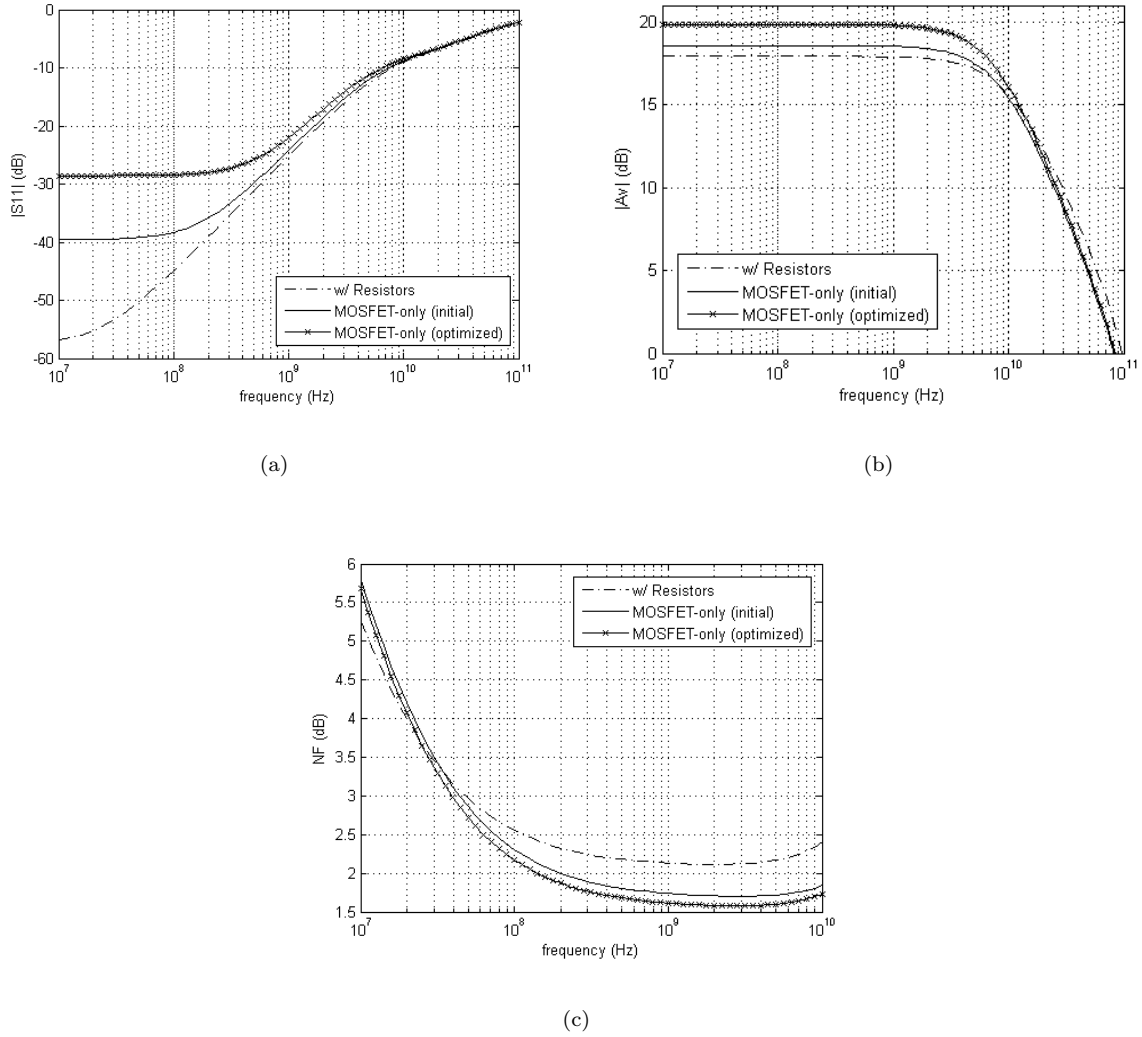 0
-10
-20
-30
-40
-50
-60
|S11| (dB)
w/ Resistors
MOSFET-only (initial)
MOSFET-only (optimized)
10^7 10^8 10^9 10^10 10^11
frequency (Hz)
(a)
20
15
10
5
0
|Av| (dB)
w/ Resistors
MOSFET-only (initial)
MOSFET-only (optimized)
10^7 10^8 10^9 10^10 10^11
frequency (Hz)
(b)
6
5.5
5
4.5
4
3.5
3
2.5
2
1.5
NF (dB)
w/ Resistors
MOSFET-only (initial)
MOSFET-only (optimized)
10^7 10^8 10^9 10^10
frequency (Hz)
(c)